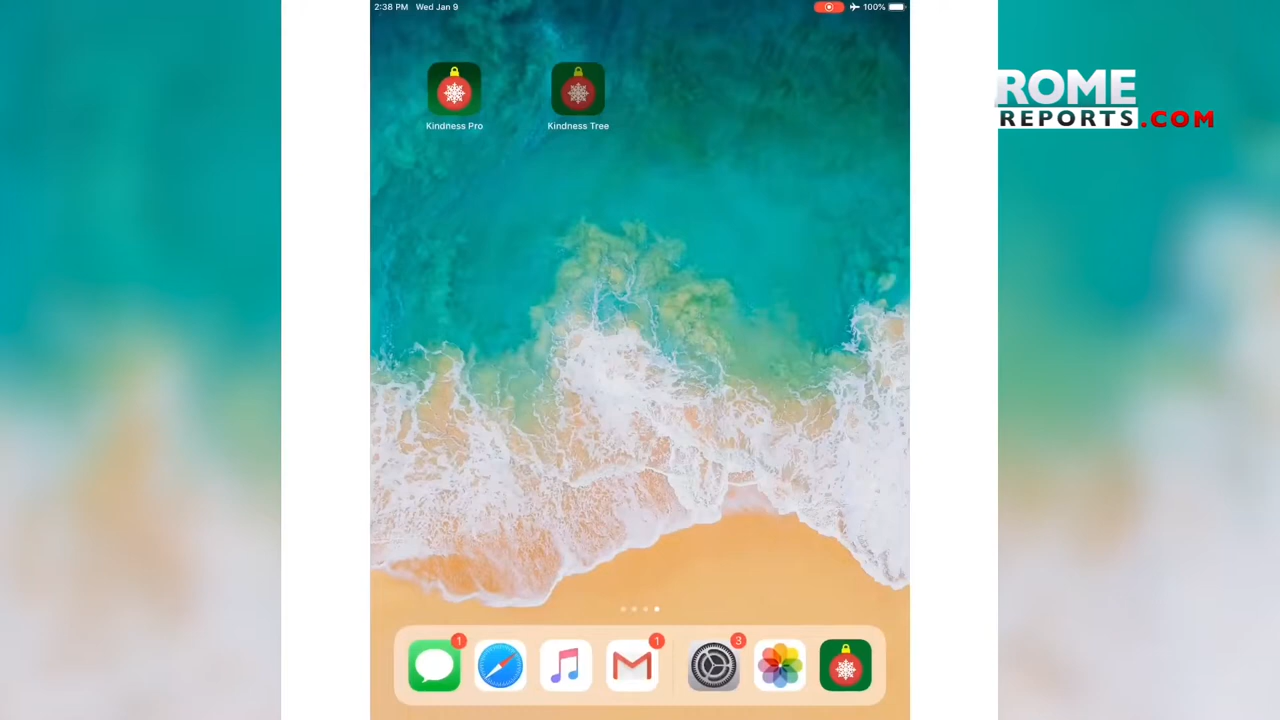 2:38 PM Wed Jan 9
100%
ROME
REPORTS.COM
Kindness Pro
Kindness Tree
1
1
3